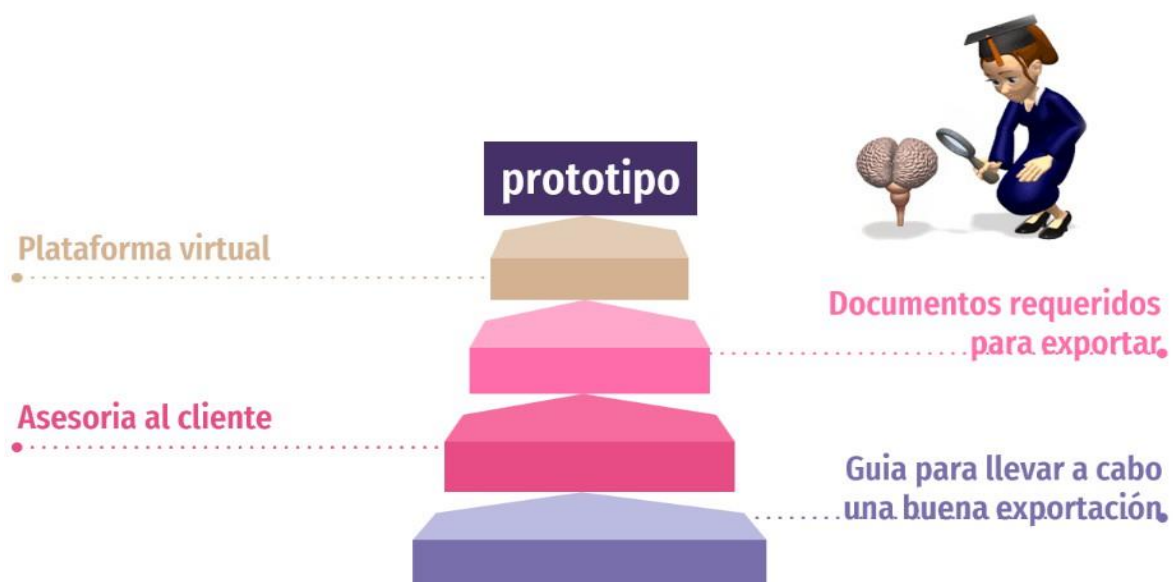 prototipo
Plataforma virtual
Documentos requeridos
para exportar
Asesoria al cliente
Guia para llevar a cabo
una buena exportación